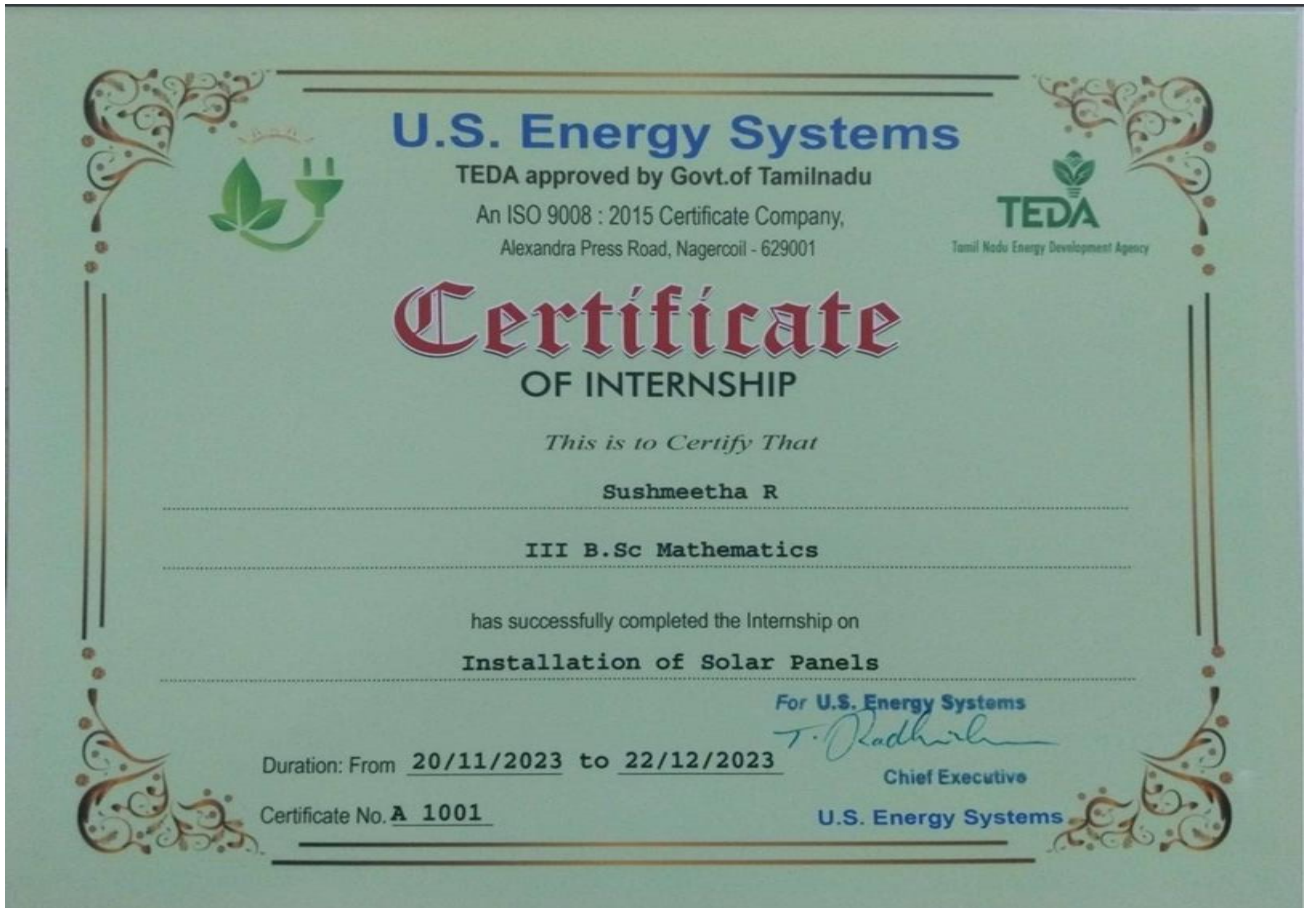 U.S. Energy Systems
TEDA approved by Govt.of Tamilnadu
An ISO 9008 : 2015 Certificate Company,
Alexandra Press Road, Nagercoil - 629001
TEDA
Tamil Nadu Energy Development Agency
Certificate
OF INTERNSHIP
This is to Certify That
Sushmeetha R
III B.Sc Mathematics
has successfully completed the Internship on
Installation of Solar Panels
For U.S. Energy Systems
Duration: From 20/11/2023 to 22/12/2023
Chief Executive
Certificate No. A 1001
U.S. Energy Systems